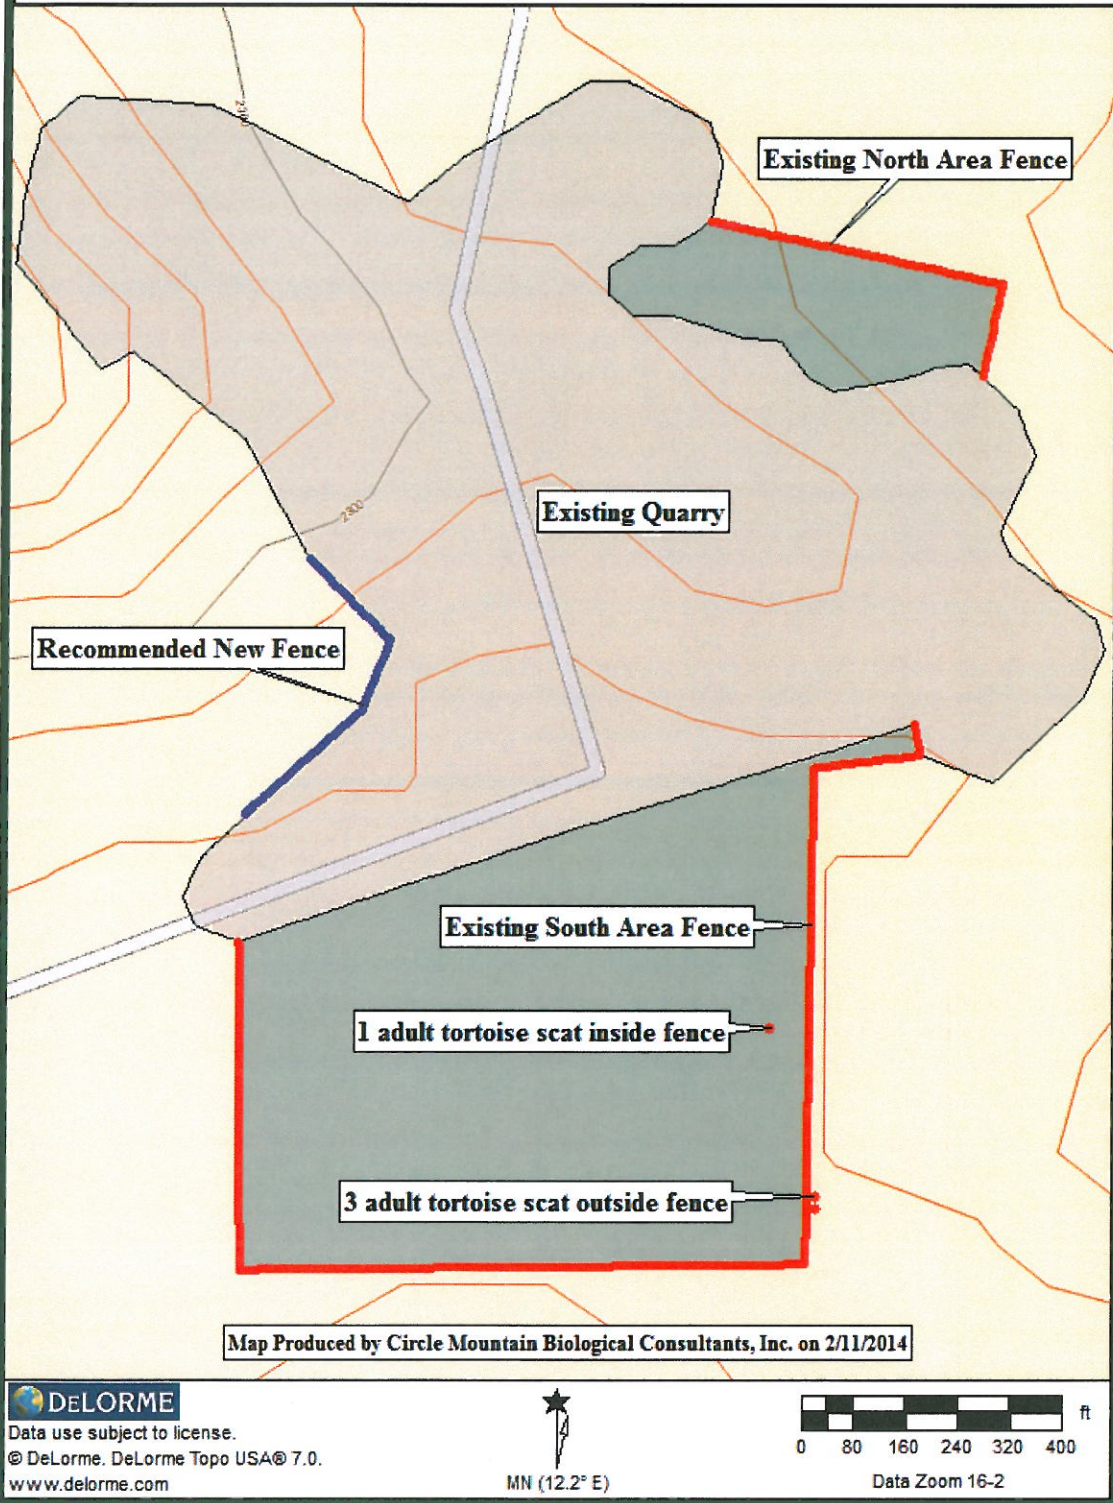 2300
Existing North Area Fence
Existing Quarry
2300
Recommended New Fence
Existing South Area Fence
1 adult tortoise scat inside fence
3 adult tortoise scat outside fence
Map Produced by Circle Mountain Biological Consultants, Inc. on 2/11/2014
DELORME
Data use subject to license.
© DeLorme. DeLorme Topo USA® 7.0.
www.delorme.com
MN (12.2° E)
ft
0 80 160 240 320 400
Data Zoom 16-2